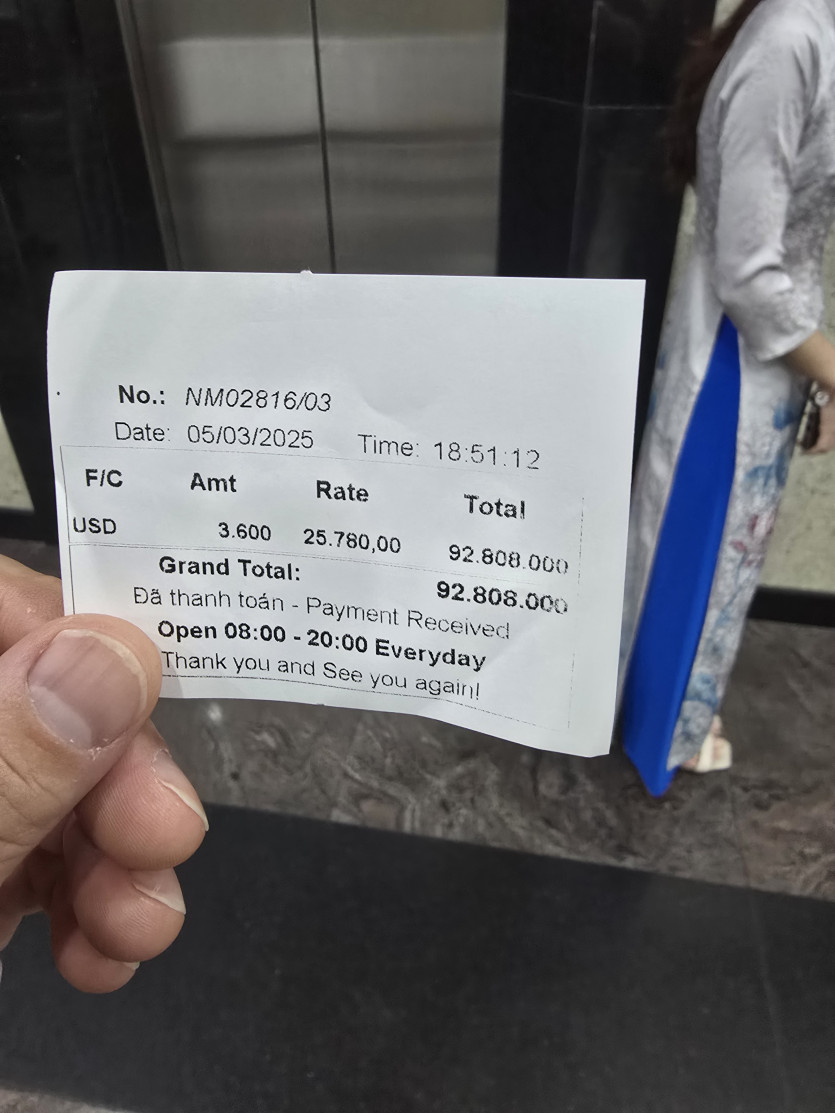 No.: NM02816/03
Date: 05/03/2025 Time: 18:51:12
F/C Amt Rate Total
USD 3.600 25.780,00 92.808.000
Grand Total: 92.808.000
Đã thanh toán - Payment Received
Open 08:00 - 20:00 Everyday
Thank you and See you again!